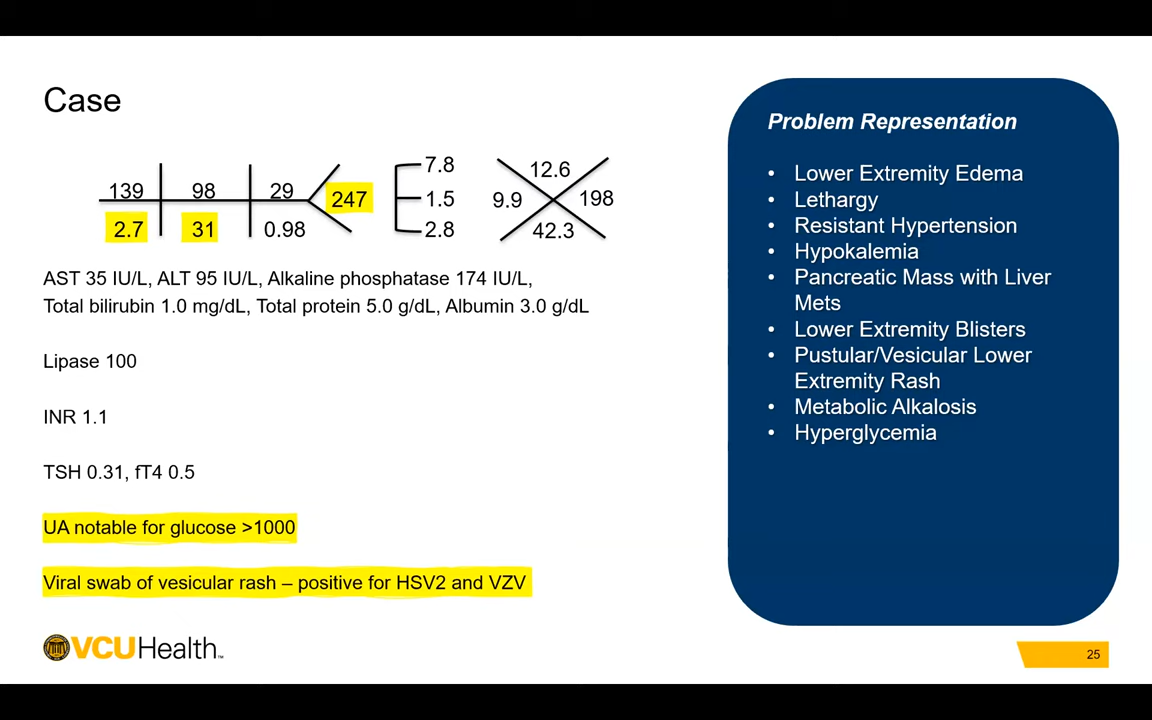 Case
139 98 29 247
2.7 31 0.98
7.8
1.5
2.8
12.6
9.9 198
42.3
AST 35 IU/L, ALT 95 IU/L, Alkaline phosphatase 174 IU/L,
Total bilirubin 1.0 mg/dL, Total protein 5.0 g/dL, Albumin 3.0 g/dL
Lipase 100
INR 1.1
TSH 0.31, fT4 0.5
UA notable for glucose >1000
Viral swab of vesicular rash – positive for HSV2 and VZV
Problem Representation
• Lower Extremity Edema
• Lethargy
• Resistant Hypertension
• Hypokalemia
• Pancreatic Mass with Liver
Mets
• Lower Extremity Blisters
• Pustular/Vesicular Lower
Extremity Rash
• Metabolic Alkalosis
• Hyperglycemia
VCUHealth™
25